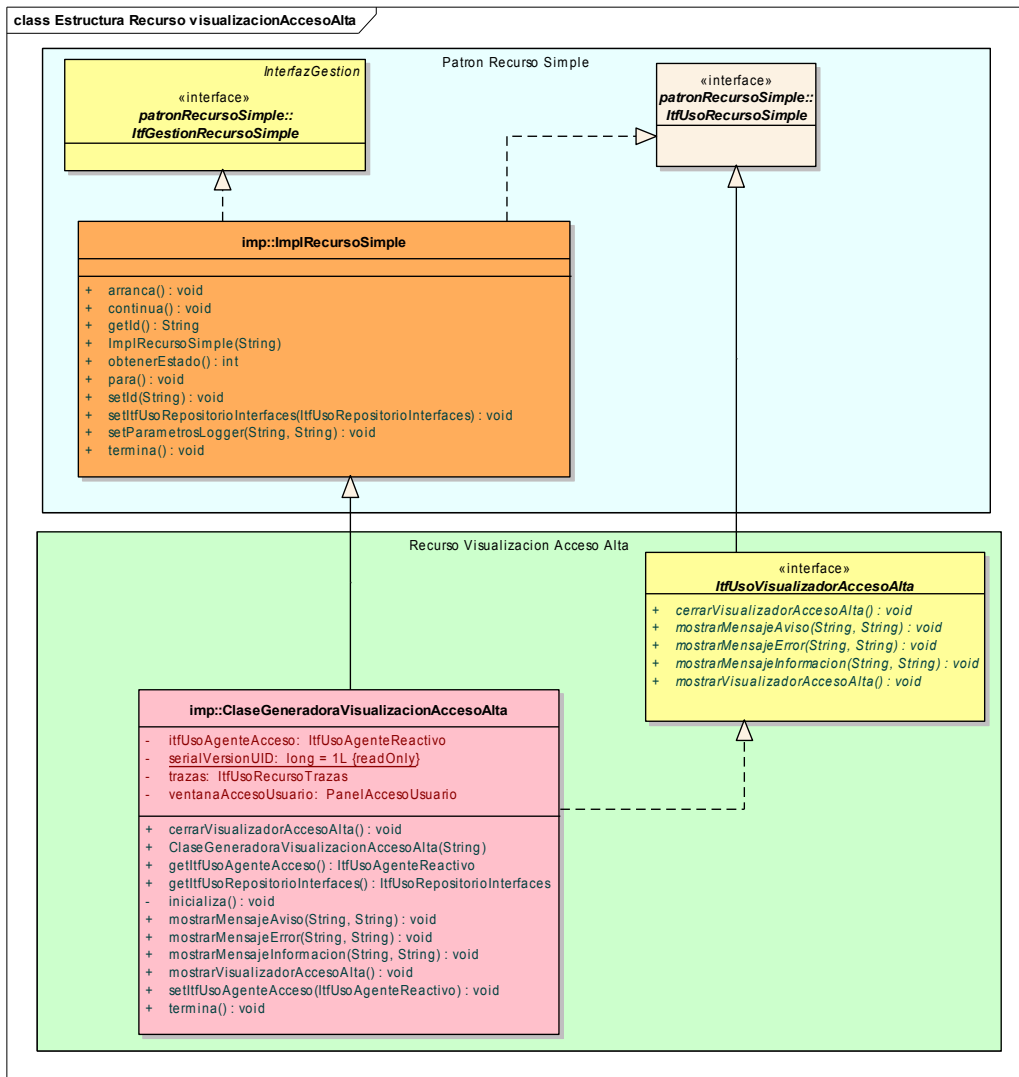 class Estructura Recurso visualizacionAccesoAlta
Patron Recurso Simple
InterfazGestion
«interface»
patronRecursoSimple::
ItfGestionRecursoSimple
«interface»
patronRecursoSimple::
ItfUsoRecursoSimple
imp::ImplRecursoSimple
+ arranca() : void
+ continua() : void
+ getId() : String
+ ImplRecursoSimple(String)
+ obtenerEstado() : int
+ para() : void
+ setId(String) : void
+ setItfUsoRepositorioInterfaces(ItfUsoRepositorioInterfaces) : void
+ setParametrosLogger(String, String) : void
+ termina() : void
Recurso Visualizacion Acceso Alta
«interface»
ItfUsoVisualizadorAccesoAlta
+ cerrarVisualizadorAccesoAlta() : void
+ mostrarMensajeAviso(String, String) : void
+ mostrarMensajeError(String, String) : void
+ mostrarMensajeInformacion(String, String) : void
+ mostrarVisualizadorAccesoAlta() : void
imp::ClaseGeneradoraVisualizacionAccesoAlta
- itfUsoAgenteAcceso: ItfUsoAgenteReactivo
- serialVersionUID: long = 1L {readOnly}
- trazas: ItfUsoRecursoTrazas
- ventanaAccesoUsuario: PanelAccesoUsuario
+ cerrarVisualizadorAccesoAlta() : void
+ ClaseGeneradoraVisualizacionAccesoAlta(String)
+ getItfUsoAgenteAcceso() : ItfUsoAgenteReactivo
+ getItfUsoRepositorioInterfaces() : ItfUsoRepositorioInterfaces
- inicializa() : void
+ mostrarMensajeAviso(String, String) : void
+ mostrarMensajeError(String, String) : void
+ mostrarMensajeInformacion(String, String) : void
+ mostrarVisualizadorAccesoAlta() : void
+ setItfUsoAgenteAcceso(ItfUsoAgenteReactivo) : void
+ termina() : void